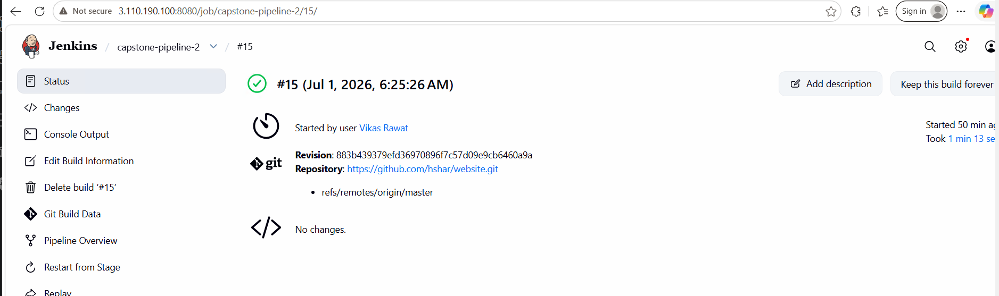 Not secure 3.110.190.100:8080/job/capstone-pipeline-2/15/
Sign in
Jenkins / capstone-pipeline-2 / #15
Status
Changes
Console Output
Edit Build Information
Delete build ‘#15’
Git Build Data
Pipeline Overview
Restart from Stage
Replay
#15 (Jul 1, 2026, 6:25:26 AM)
Add description
Keep this build forever
Started by user Vikas Rawat
Started 50 min
Took 1 min 13
git
Revision: 883b439379efd36970896f7c57d09e9cb6460a9a
Repository: https://github.com/hshar/website.git
refs/remotes/origin/master
No changes.